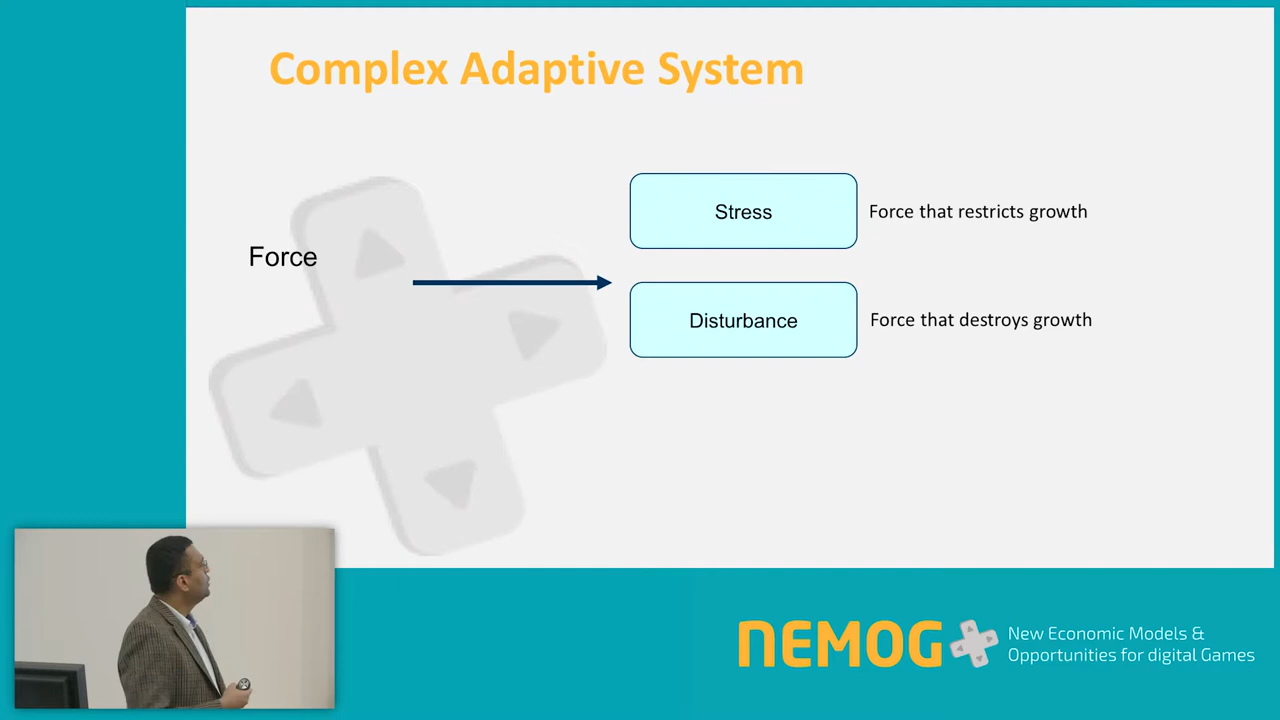 Complex Adaptive System
Force
Stress
Force that restricts growth
Disturbance
Force that destroys growth
NEMOG
New Economic Models &
Opportunities for digital Games